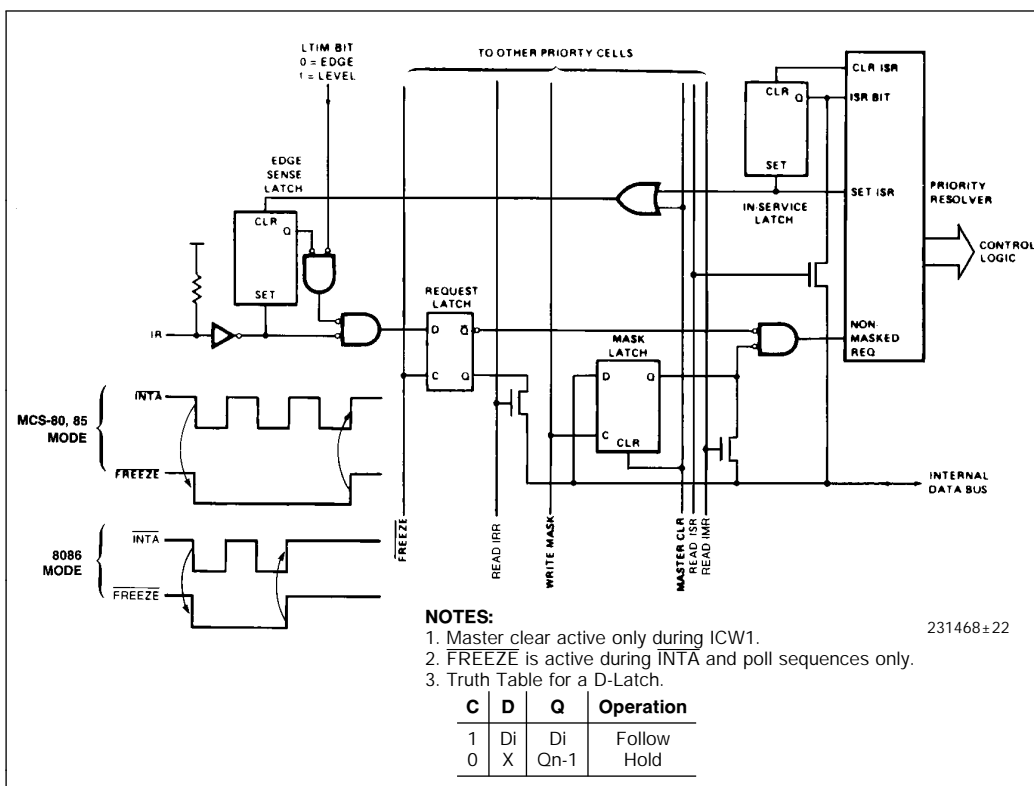 LTIM BIT
0 = EDGE
1 = LEVEL
TO OTHER PRIORTY CELLS
CLR ISR
CLR Q
ISR BIT
EDGE
SENSE
LATCH
SET
SET ISR
PRIORITY
RESOLVER
IN-SERVICE
LATCH
CLR
Q
CONTROL
LOGIC
SET
REQUEST
LATCH
IR
D Q
NON-
MASKED
REQ
MASK
LATCH
C Q
D Q
C
CLR
INTA
MCS-80, 85
MODE
FREEZE
INTERNAL
DATA BUS
INTA
8086
MODE
FREEZE
FREEZE
READ IRR
WRITE MASK
MASTER CLR
READ ISR
READ IMR
NOTES:
1. Master clear active only during ICW1.
2. FREEZE is active during INTA and poll sequences only.
3. Truth Table for a D-Latch.
231468±22
C D Q Operation
1 Di Di Follow
0 X Qn-1 Hold